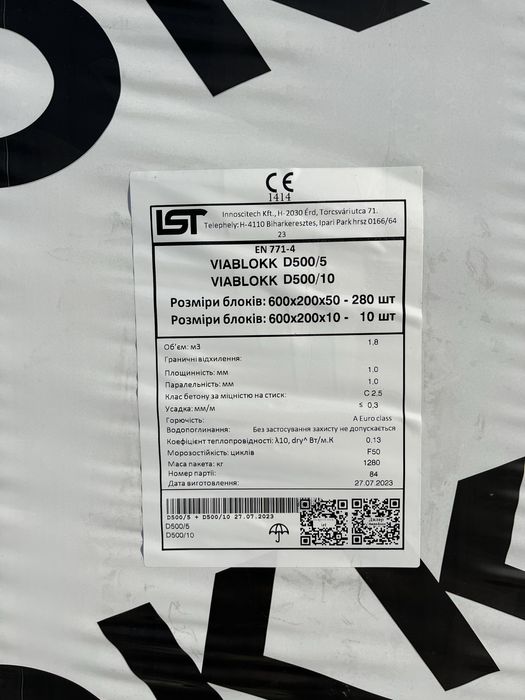 CE
1414
IST
Innoscitech Kft., H-2030 Érd, Törcsváriutca 71.
Telephely: H-4110 Biharkeresztes, Ipari Park hrsz 0166/64
23
EN 771-4
VIABLOKK D500/5
VIABLOKK D500/10
Розміри блоків: 600x200x50 - 280 шт
Розміри блоків: 600x200x10 - 10 шт
Об'єм: м3 1,8
Граничні відхилення:
Площинність: мм 1.0
Паралельність: мм 1.0
Клас бетону за міцністю на стиск: C 2.5
Усадка: мм/м ≤ 0,3
Горючість: A Euro class
Водопоглинання: Без застосування захисту не допускається
Коефіцієнт теплопровідності: λ10, dry^ Вт/м.К 0.13
Морозостійкість: циклів F50
Маса пакета: кг 1280
Номер партії: 84
Дата виготовлення: 27.07.2023
D500/5 + D500/10 27.07.2023
D500/5
D500/10